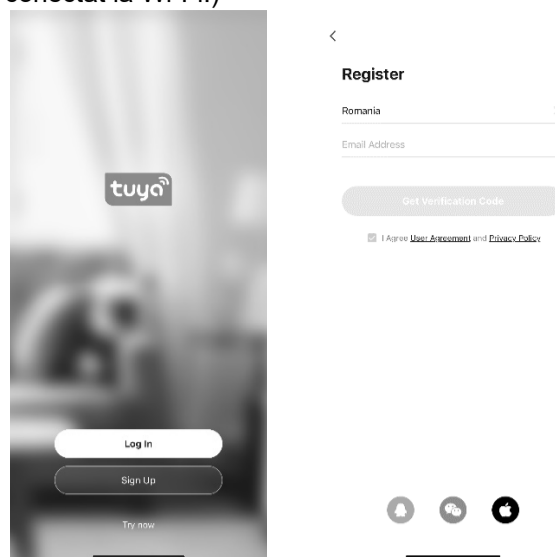 conectat la Wi-Fi.)
tuya
Log In
Sign Up
Try now
Register
Romania
Email Address
Get Verification Code
I Agree User Agreement and Privacy Policy